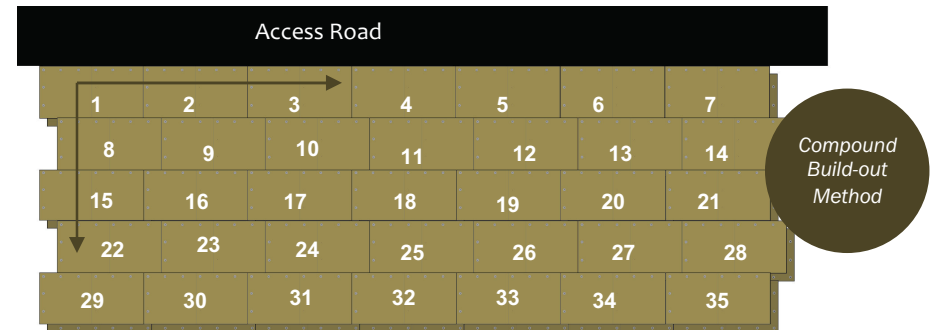 Access Road
1 2 3 4 5 6 7
8 9 10 11 12 13 14
Compound
Build-out
Method
15 16 17 18 19 20 21
22 23 24 25 26 27 28
29 30 31 32 33 34 35